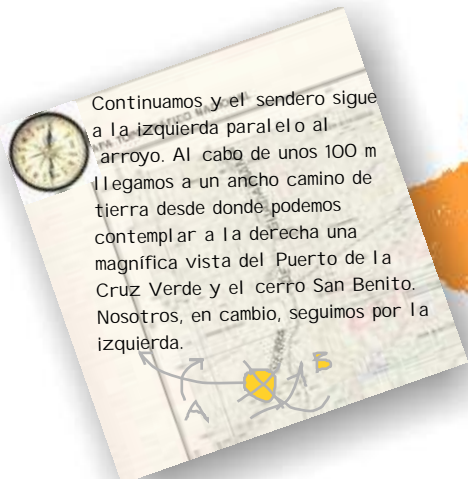 Continuamos y el sendero sigue
a la izquierda paralelo al
arroyo. Al cabo de unos 100 m
llegamos a un ancho camino de
tierra desde donde podemos
contemplar a la derecha una
magnífica vista del Puerto de la
Cruz Verde y el cerro San Benito.
Nosotros, en cambio, seguimos por la
izquierda.
A
B